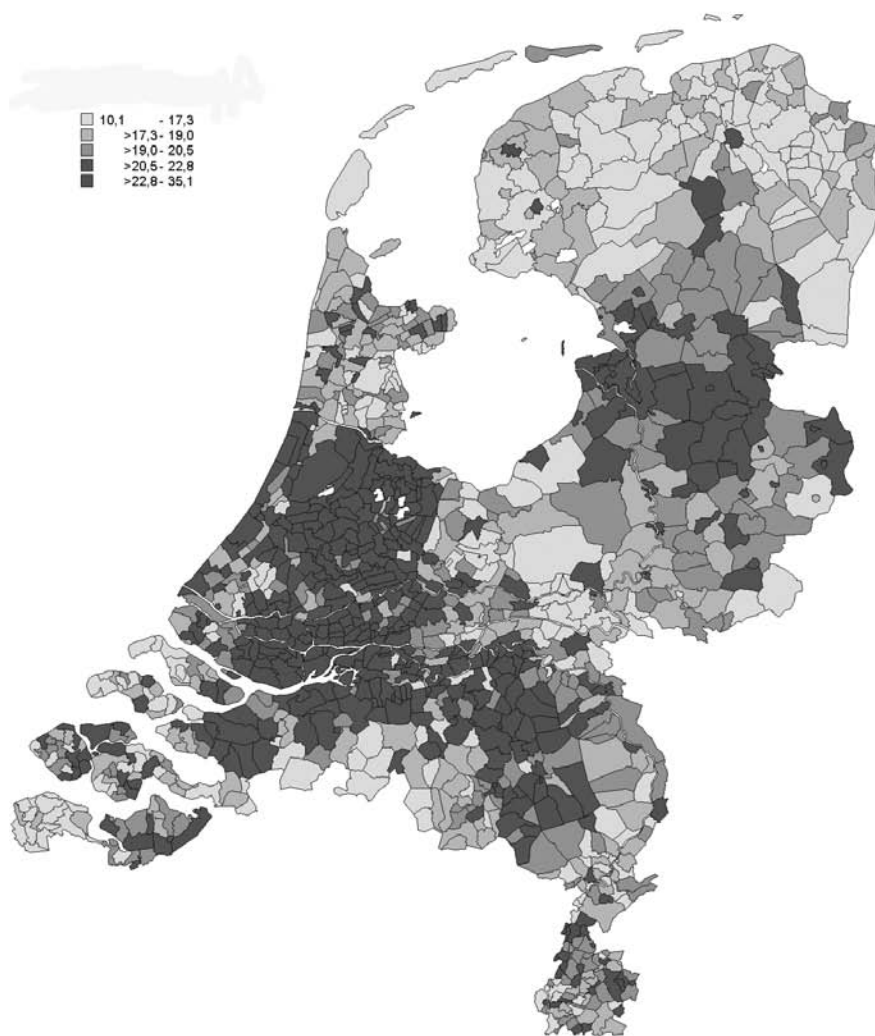 10,1 - 17,3
>17,3 - 19,0
>19,0 - 20,5
>20,5 - 22,8
>22,8 - 35,1